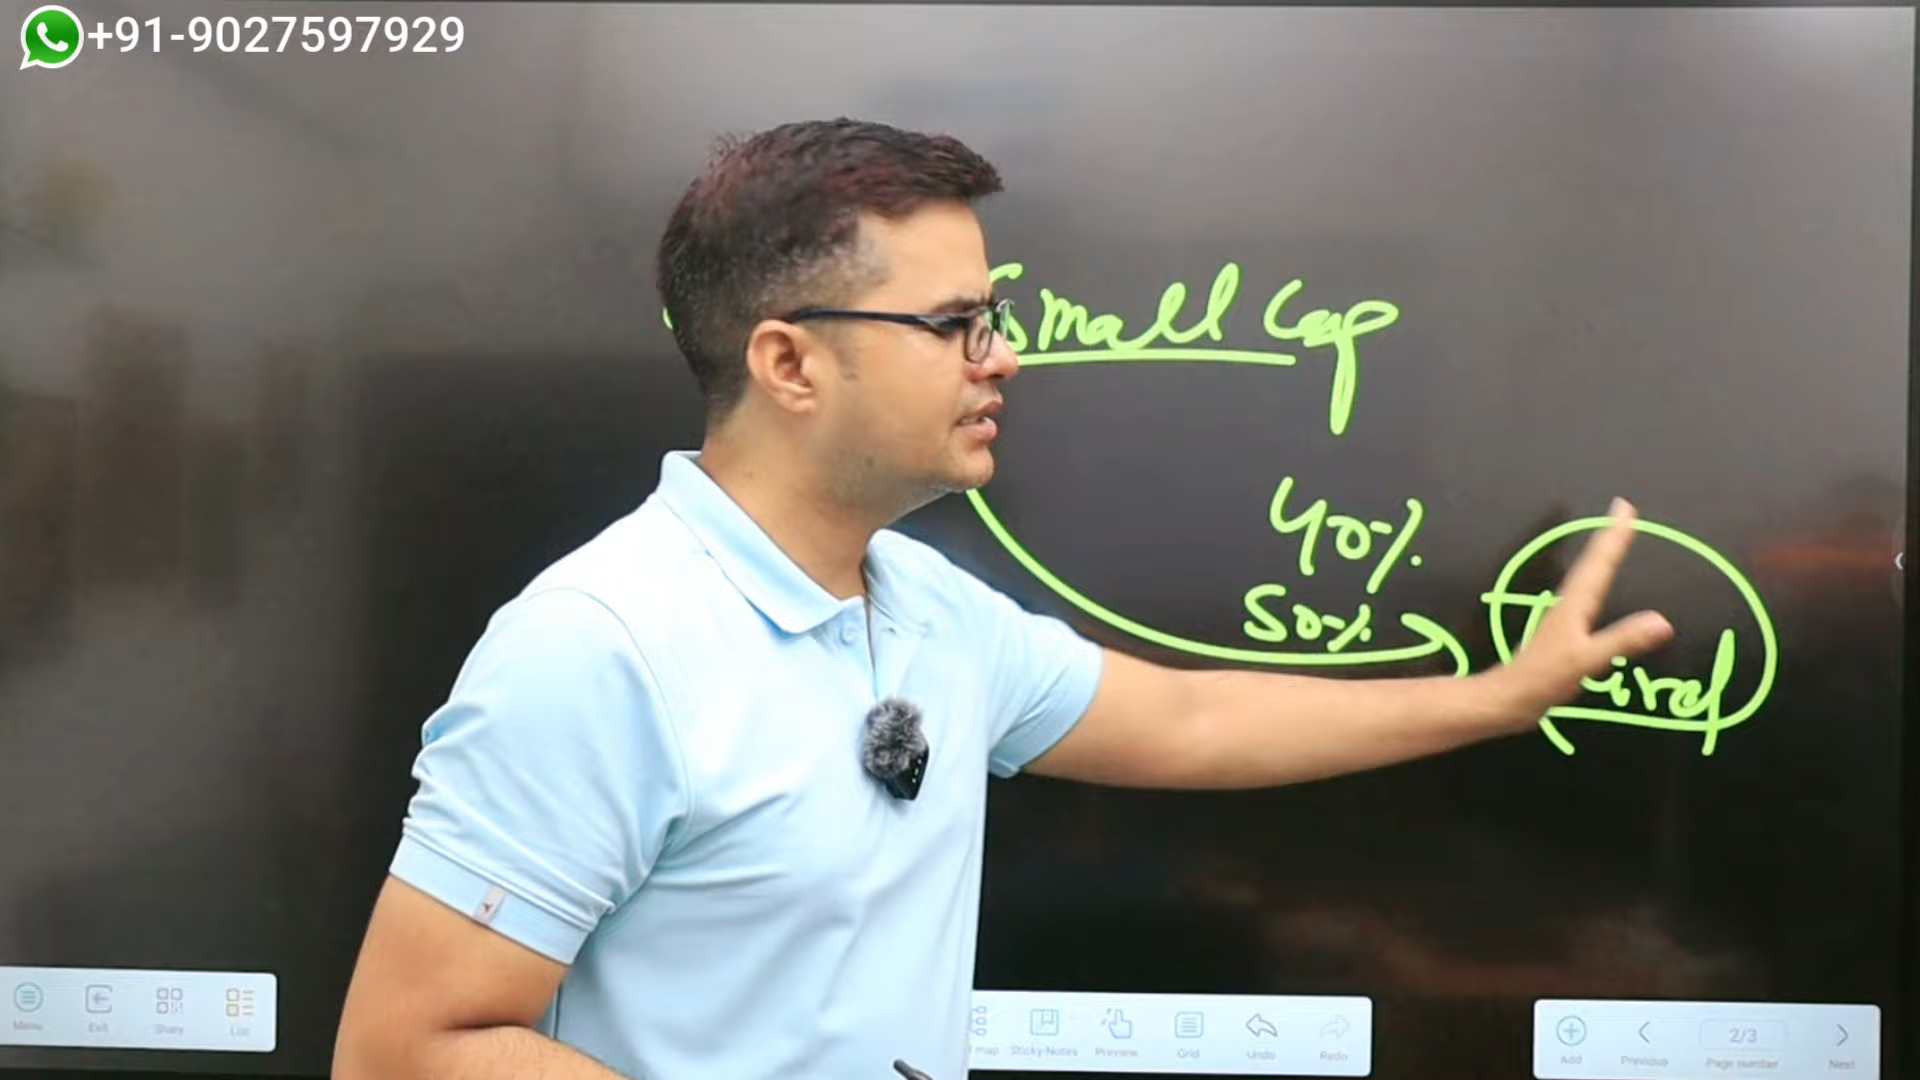 +91-9027597929
Small Cap
40%
50%
Menu
Exit
Share
List
map
Sticky-Notes
Preview
Grid
Undo
Redo
Add
Previous
2/3
Page number
Next